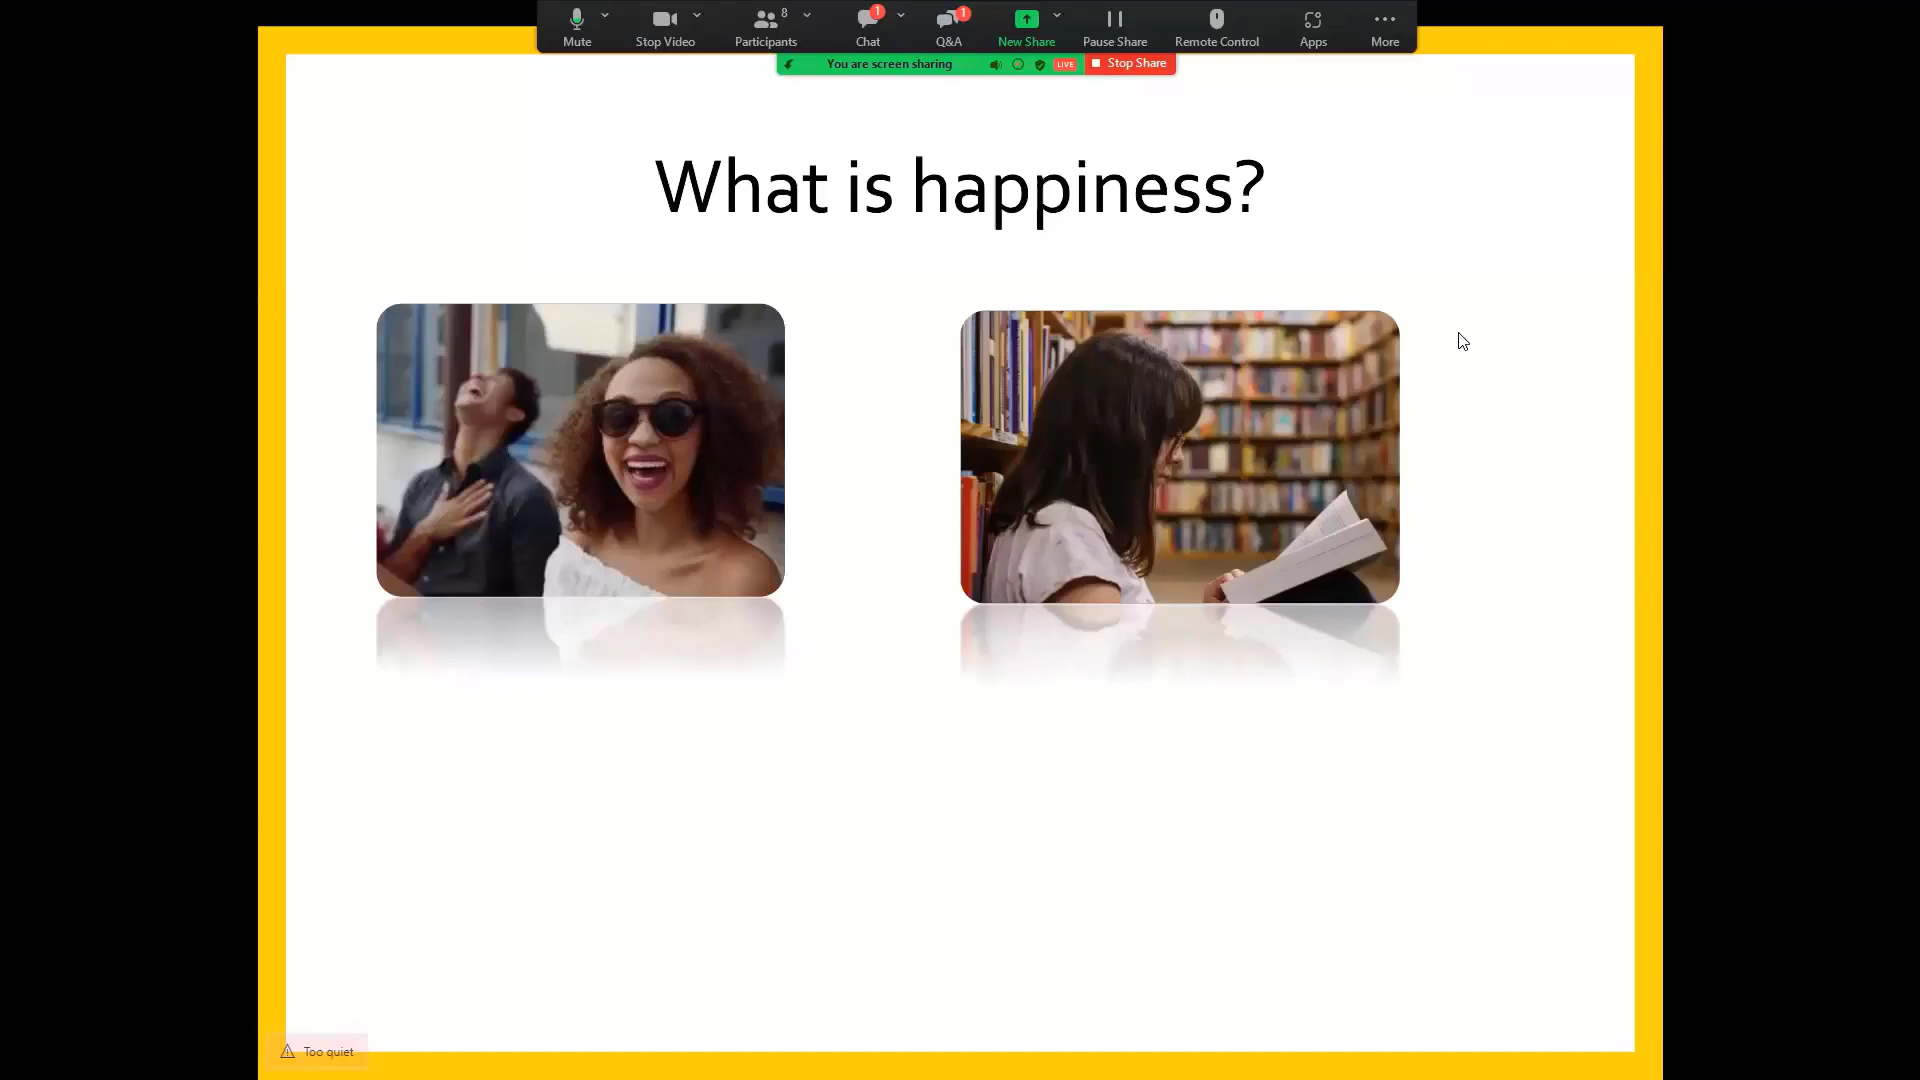 8 1 1
Mute Stop Video Participants Chat Q&A New Share Pause Share Remote Control Apps More
You are screen sharing LIVE Stop Share
What is happiness?
Too quiet